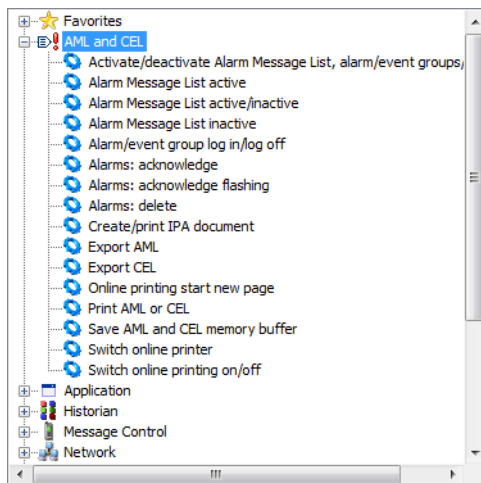 Favorites
AML and CEL
Activate/deactivate Alarm Message List, alarm/event groups,
Alarm Message List active
Alarm Message List active/inactive
Alarm Message List inactive
Alarm/event group log in/log off
Alarms: acknowledge
Alarms: acknowledge flashing
Alarms: delete
Create/print IPA document
Export AML
Export CEL
Online printing start new page
Print AML or CEL
Save AML and CEL memory buffer
Switch online printer
Switch online printing on/off
Application
Historian
Message Control
Network